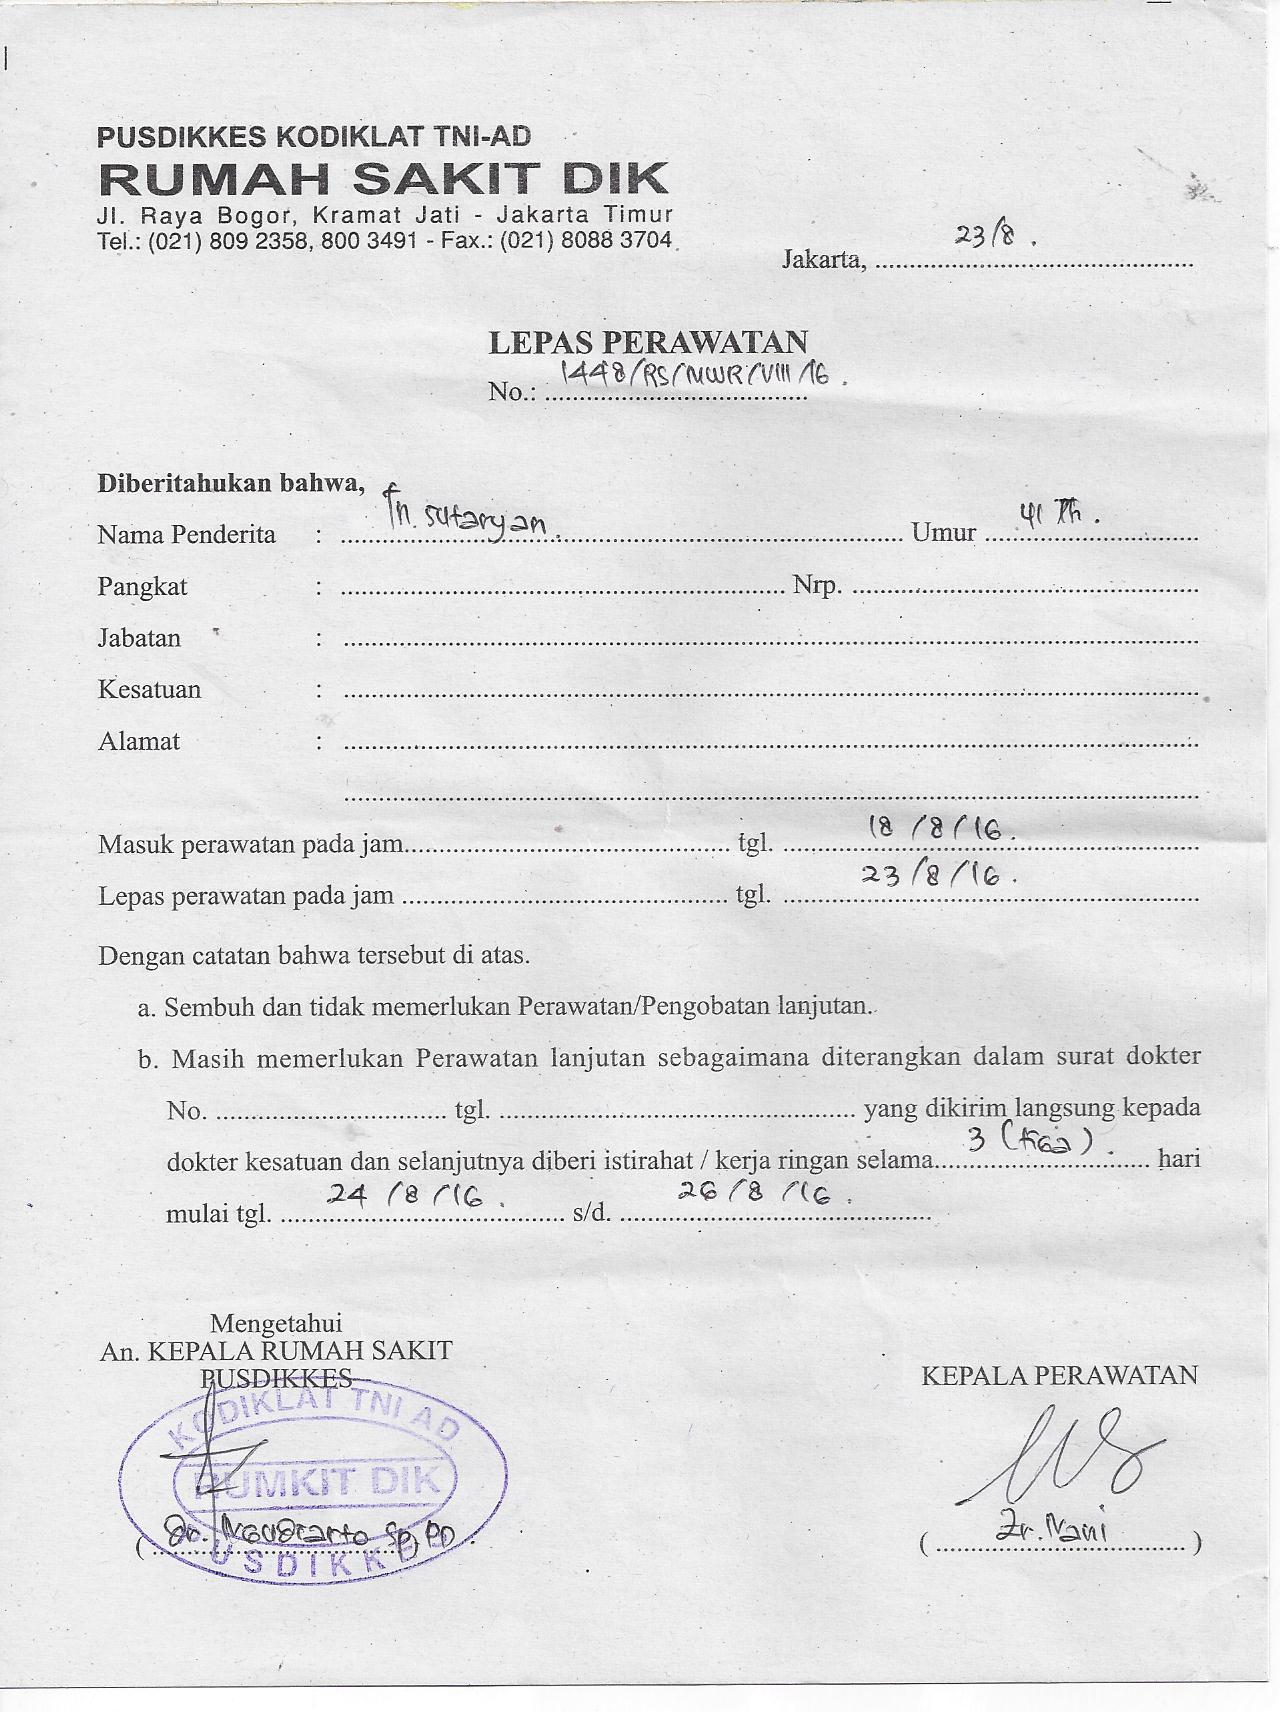 PUSDIKKES KODIKLAT TNI-AD
RUMAH SAKIT DIK
Jl. Raya Bogor, Kramat Jati - Jakarta Timur
Tel.: (021) 809 2358, 800 3491 - Fax.: (021) 8088 3704
Jakarta, 23/8.
LEPAS PERAWATAN
No.: 1448/RS/MWR/VIII/16.
Diberitahukan bahwa,
Nama Penderita : Tn. Sutaryan. Umur 41 Th.
Pangkat : Nrp.
Jabatan :
Kesatuan :
Alamat :
Masuk perawatan pada jam tgl. 18/8/16.
Lepas perawatan pada jam tgl. 23/8/16.
Dengan catatan bahwa tersebut di atas.
a. Sembuh dan tidak memerlukan Perawatan/Pengobatan lanjutan.
b. Masih memerlukan Perawatan lanjutan sebagaimana diterangkan dalam surat dokter
No. tgl. yang dikirim langsung kepada
dokter kesatuan dan selanjutnya diberi istirahat / kerja ringan selama 3 (tiga). hari
mulai tgl. 24/8/16. s/d. 26/8/16.
Mengetahui
An. KEPALA RUMAH SAKIT
PUSDIKKES
KEPALA PERAWATAN
KODIKLAT TNI AD
RUMKIT DIK
PUSDIKKES
(Dr. Sp.PD.)
(Zr. Nani)